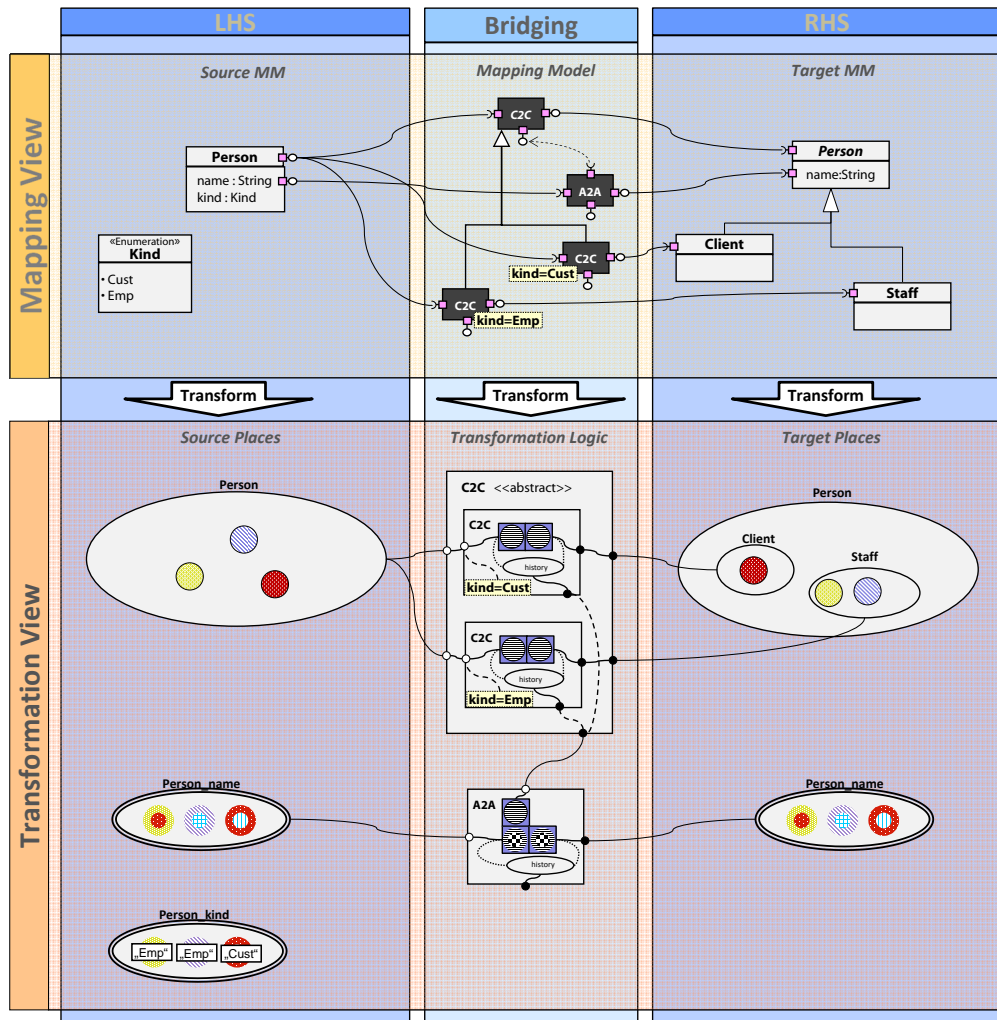 LHS
Bridging
RHS
Mapping View
Source MM
Mapping Model
Target MM
C2C
Person
name : String
kind : Kind
Person
name:String
A2A
«Enumeration»
Kind
• Cust
• Emp
C2C
kind=Cust
Client
C2C
kind=Emp
Staff
Transform
Transform
Transform
Transformation View
Source Places
Transformation Logic
Target Places
Person
C2C <<abstract>>
Person
C2C
history
kind=Cust
Client
Staff
C2C
history
kind=Emp
Person_name
A2A
history
Person_name
Person_kind
„Emp“
„Emp“
„Cust“